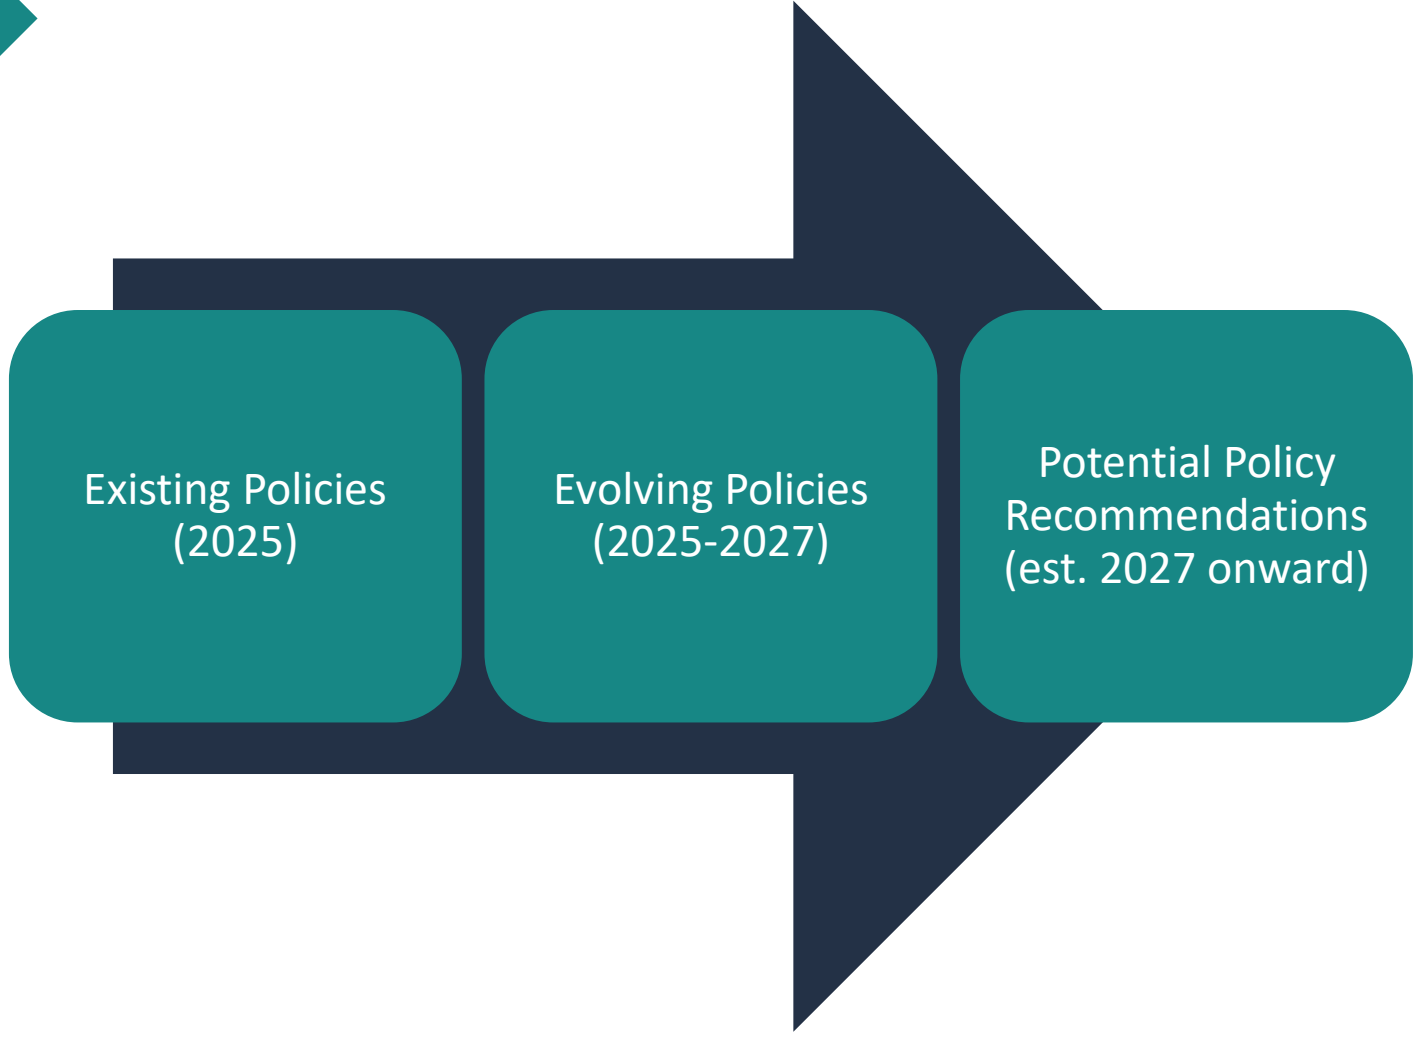 Existing Policies
(2025)
Evolving Policies
(2025-2027)
Potential Policy
Recommendations
(est. 2027 onward)